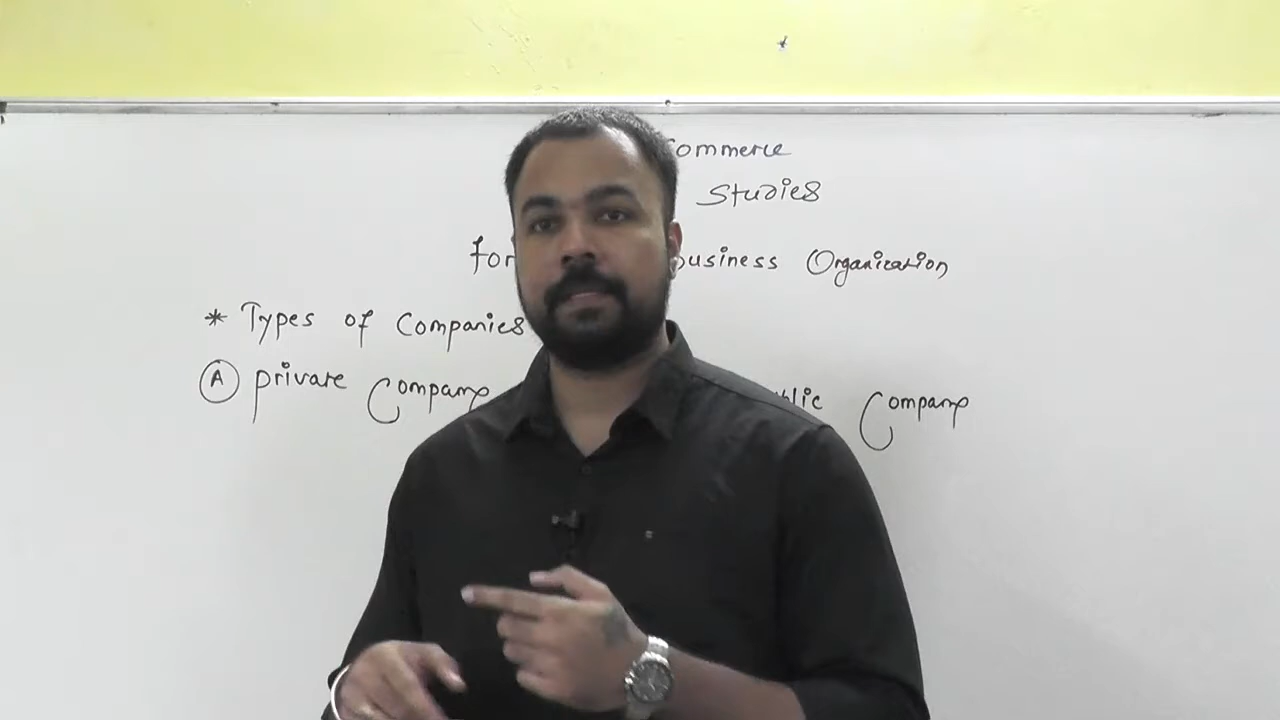 ommerce
Studies
for usiness Organization
* Types of Companies
A private Company blic Company